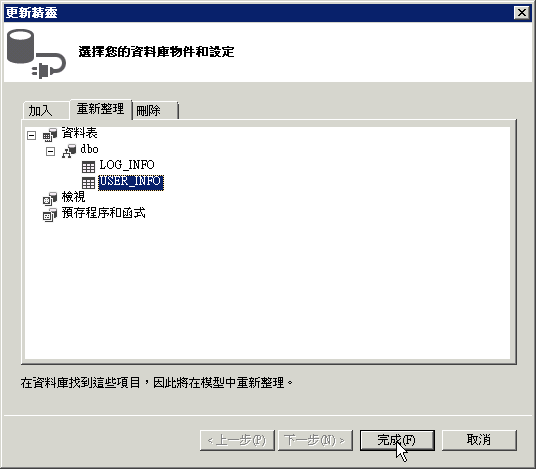 更新精靈
選擇您的資料庫物件和設定
加入 重新整理 刪除
資料表
dbo
LOG_INFO
USER_INFO
檢視
預存程序和函式
在資料庫找到這些項目，因此將在模型中重新整理。
< 上一步(P) 下一步(N) > 完成(F) 取消